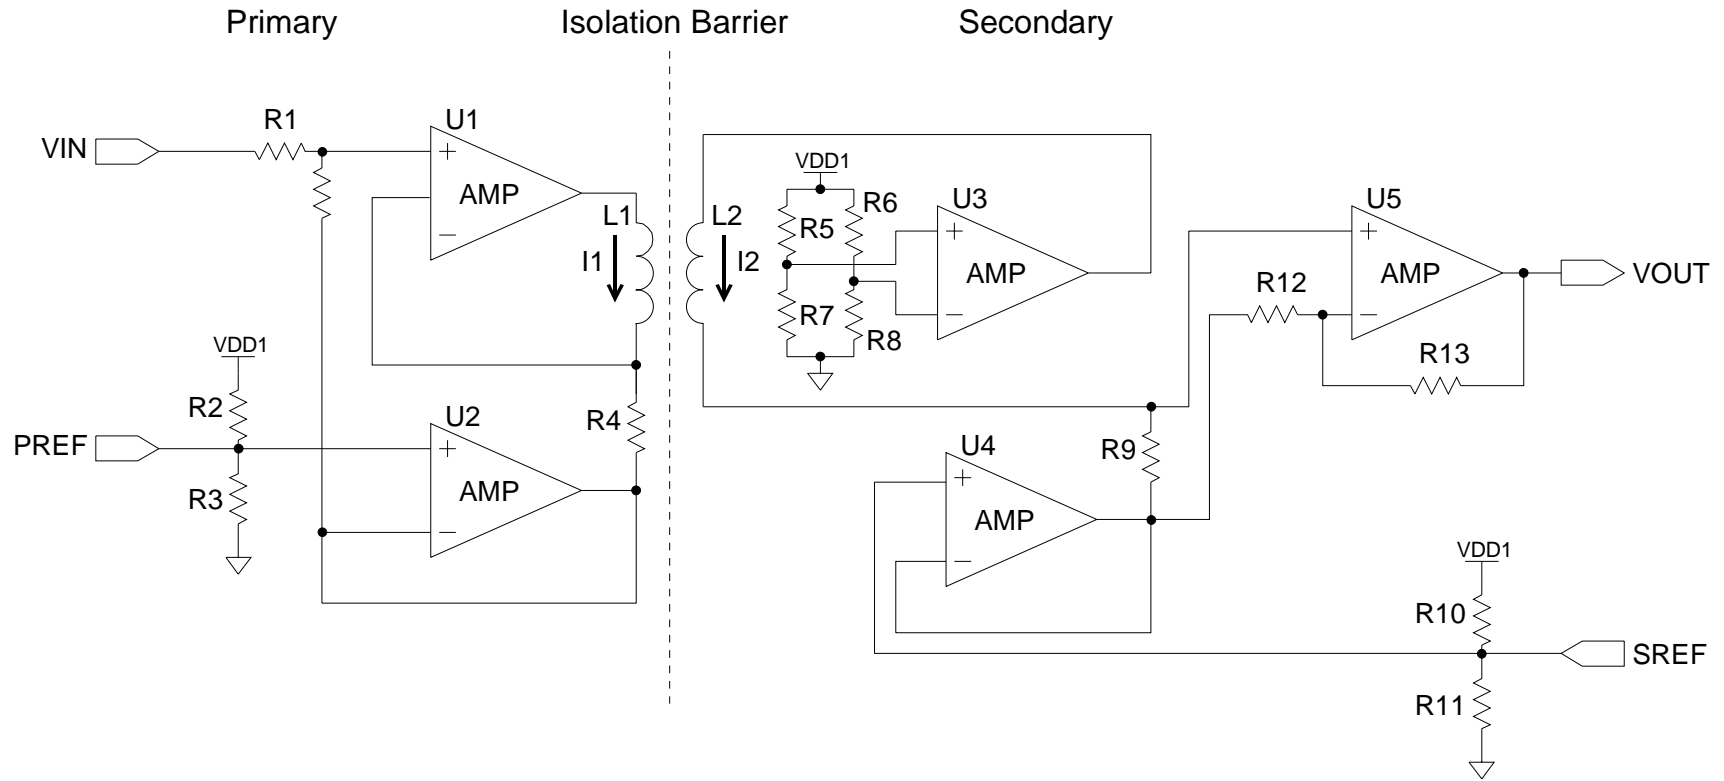 Primary
Isolation Barrier
Secondary
VIN
R1
U1
+
AMP
−
L1
I1
L2
I2
VDD1
R5
R6
R7
R8
U3
+
AMP
−
U5
+
AMP
−
VOUT
R12
R13
VDD1
R2
PREF
R3
U2
+
AMP
−
R4
U4
+
AMP
−
R9
VDD1
R10
SREF
R11